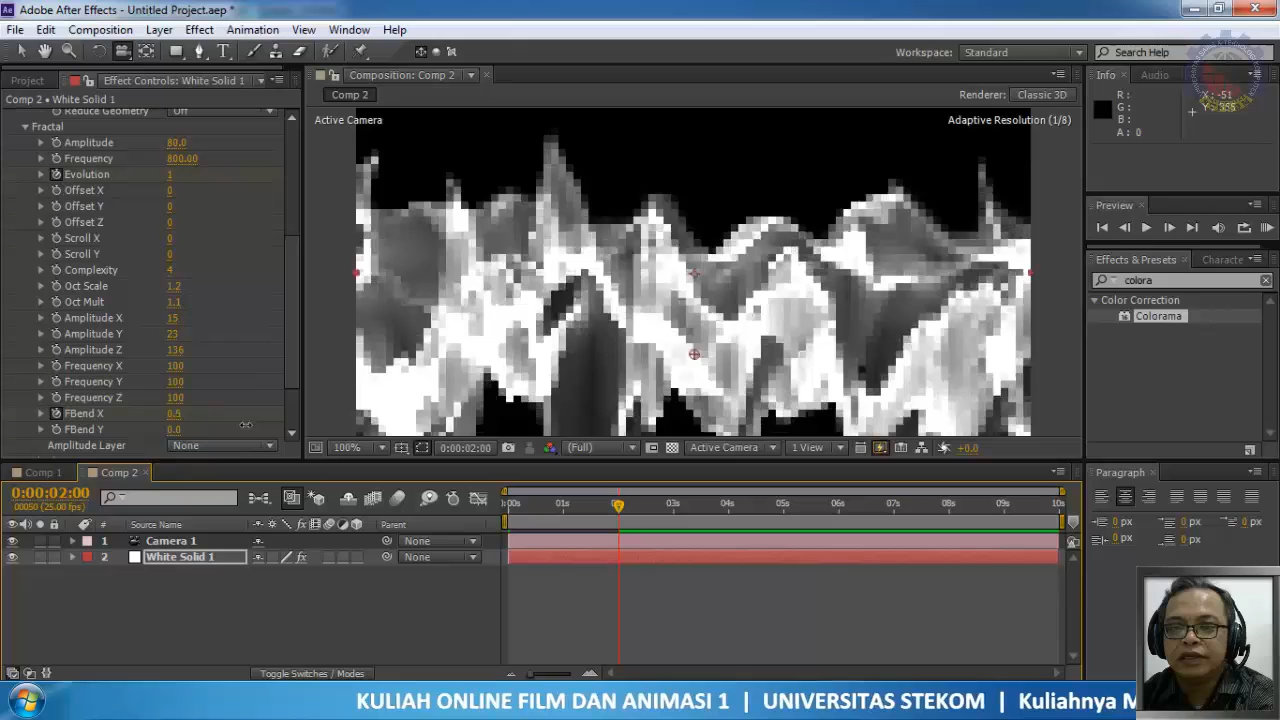 Adobe After Effects - Untitled Project.aep *
File Edit Composition Layer Effect Animation View Window Help
Workspace: Standard Search Help
Project Effect Controls: White Solid 1 Composition: Comp 2 Info Audio
Comp 2 • White Solid 1 Comp 2 Renderer: Classic 3D
R: X: -51
G: Y: 355
B:
A: 0
Active Camera Adaptive Resolution (1/8)
Reduce Geometry Off
Fractal
Amplitude 80.0
Frequency 800.00
Evolution 1
Offset X 0
Offset Y 0
Offset Z 0
Scroll X 0
Scroll Y 0
Complexity 4
Oct Scale 1.2
Oct Mult 1.1
Amplitude X 15
Amplitude Y 23
Amplitude Z 136
Frequency X 100
Frequency Y 100
Frequency Z 100
FBend X 0.5
FBend Y 0.0
Amplitude Layer None
Preview
Effects & Presets Characte
colora
Color Correction
Colorama
100% 0:00:02:00 (Full) Active Camera 1 View +0.0
Comp 1 Comp 2
0:00:02:00
00050 (25.00 fps)
# Source Name Parent
1 Camera 1 None
2 White Solid 1 None
:00s 01s 03s 04s 05s 06s 07s 08s 09s 10s
Toggle Switches / Modes
Paragraph
0 px 0 px 0 px
0 px 0 px
KULIAH ONLINE FILM DAN ANIMASI 1 | UNIVERSITAS STEKOM | Kuliahnya M